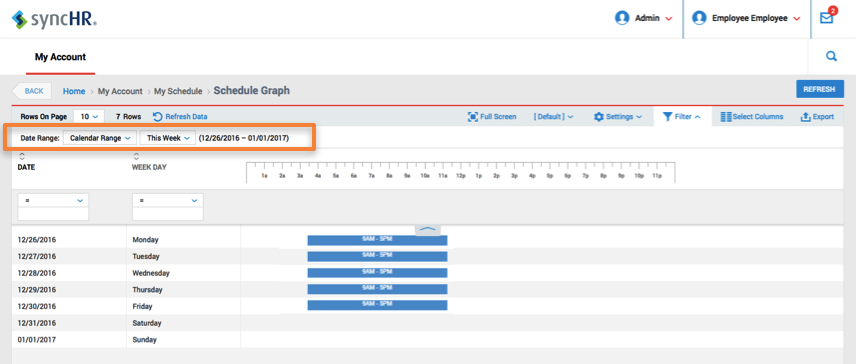 syncHR®
Admin
Employee Employee
2
My Account
BACK
Home > My Account > My Schedule > Schedule Graph
REFRESH
Rows On Page 10 7 Rows Refresh Data Full Screen [ Default ] Settings Filter Select Columns Export
Date Range: Calendar Range This Week (12/26/2016 – 01/01/2017)
DATE WEEK DAY 1a 2a 3a 4a 5a 6a 7a 8a 9a 10a 11a 12p 1p 2p 3p 4p 5p 6p 7p 8p 9p 10p 11p
= =
12/26/2016 Monday 9AM - 5PM
12/27/2016 Tuesday 9AM - 5PM
12/28/2016 Wednesday 9AM - 5PM
12/29/2016 Thursday 9AM - 5PM
12/30/2016 Friday 9AM - 5PM
12/31/2016 Saturday
01/01/2017 Sunday